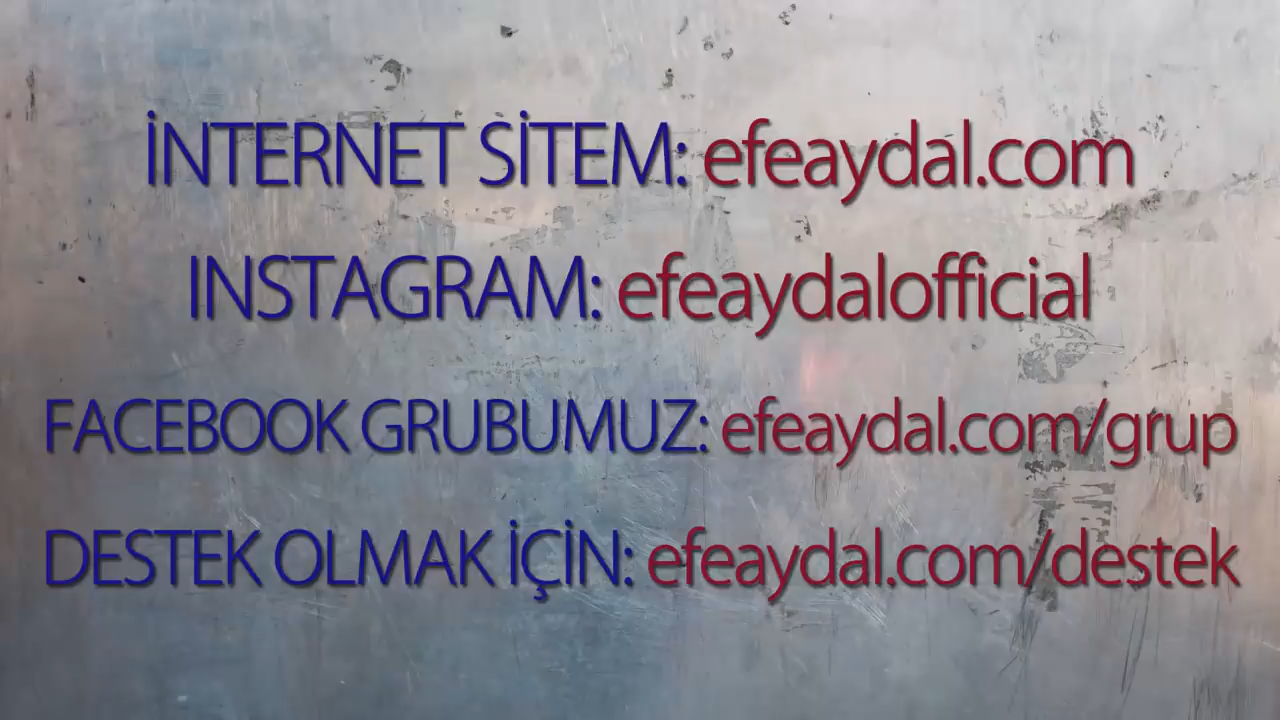 İNTERNET SİTEM: efeaydal.com
INSTAGRAM: efeaydalofficial
FACEBOOK GRUBUMUZ: efeaydal.com/grup
DESTEK OLMAK İÇİN: efeaydal.com/destek